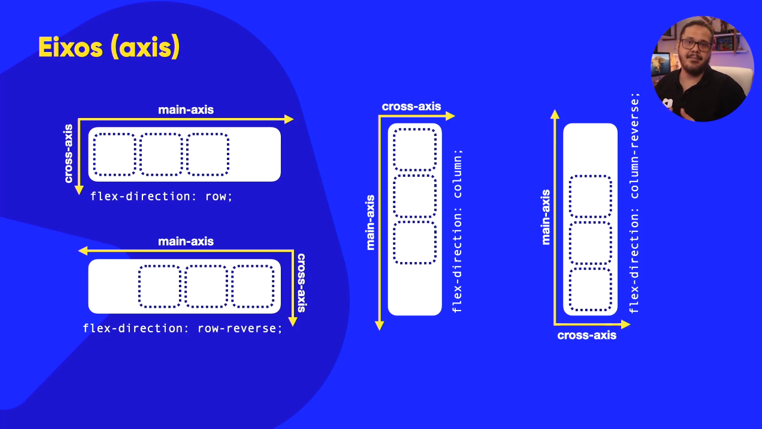 Eixos (axis)
main-axis
cross-axis
flex-direction: row;
main-axis
cross-axis
flex-direction: row-reverse;
cross-axis
main-axis
flex-direction: column;
main-axis
cross-axis
flex-direction: column-reverse;